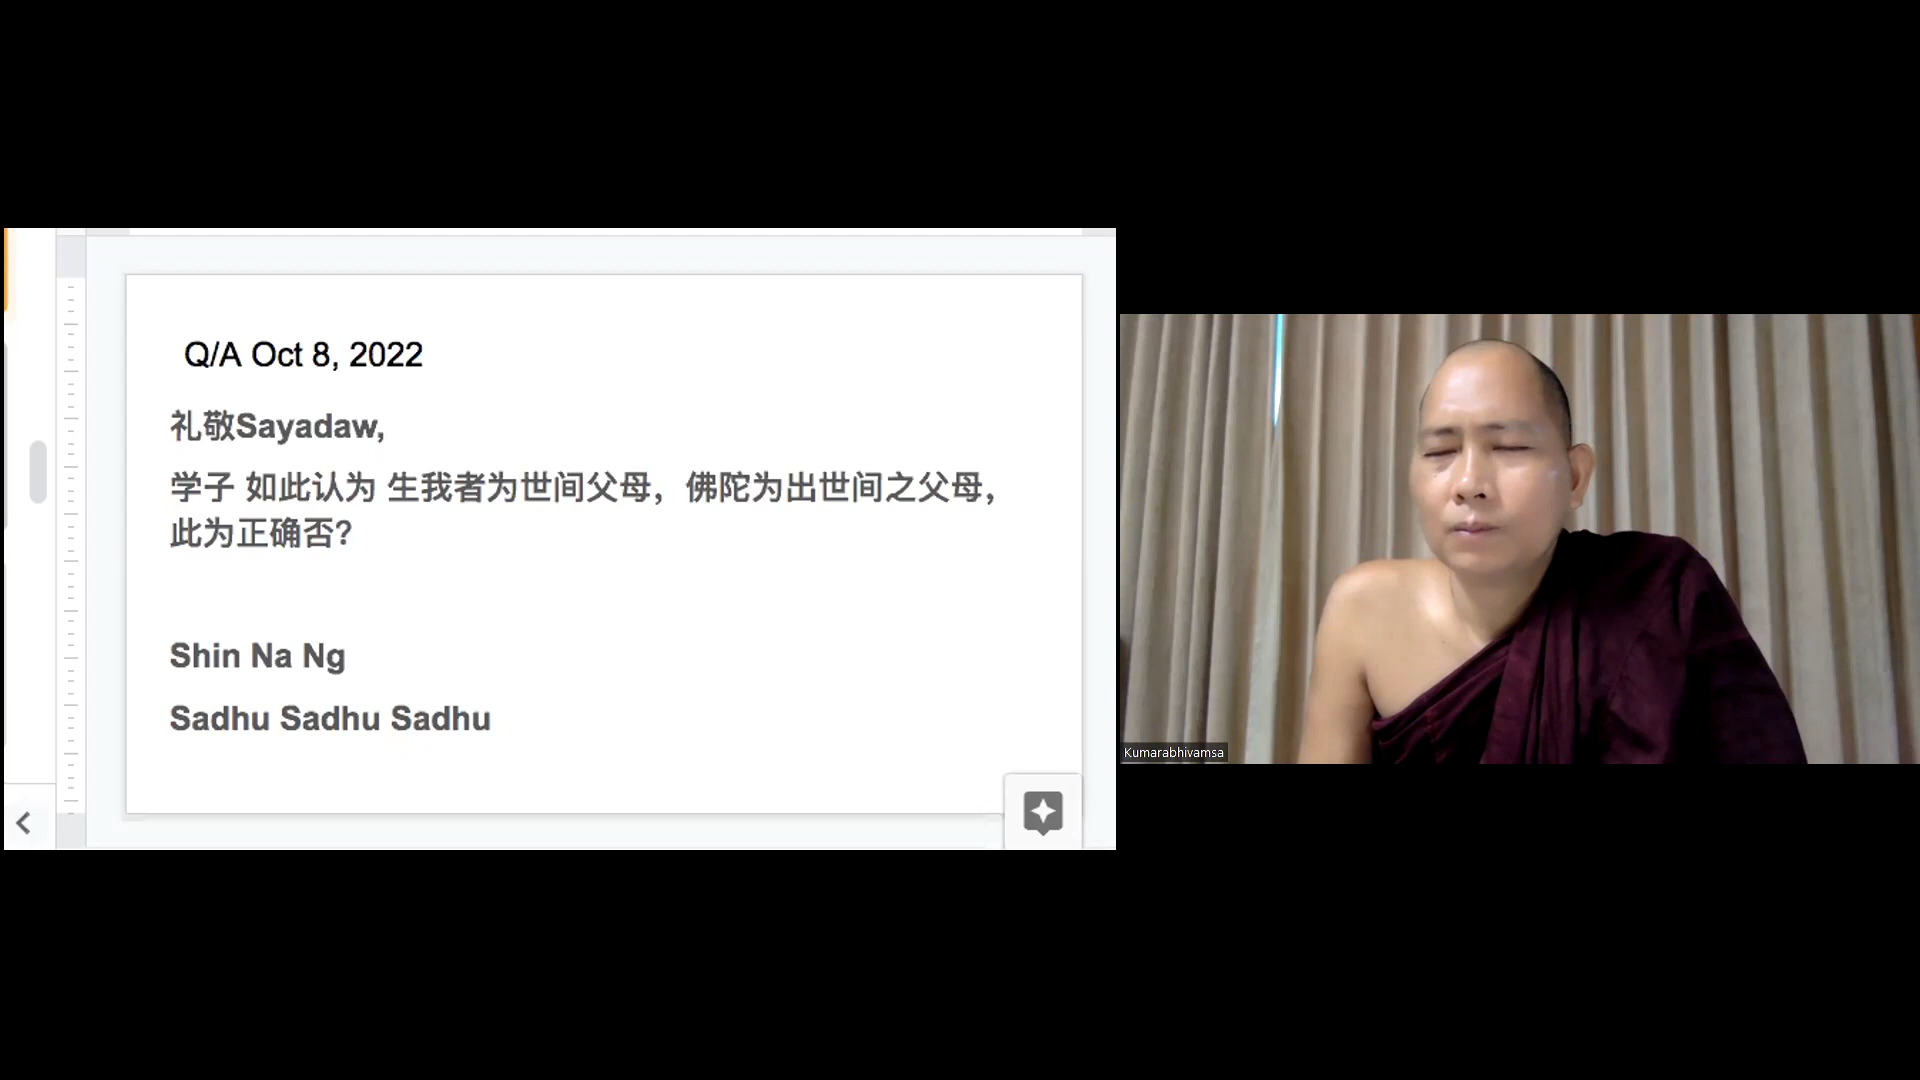 Q/A Oct 8, 2022
礼敬Sayadaw,
学子 如此认为 生我者为世间父母，佛陀为出世间之父母，
此为正确否?
Shin Na Ng
Sadhu Sadhu Sadhu
Kumarabhivamsa